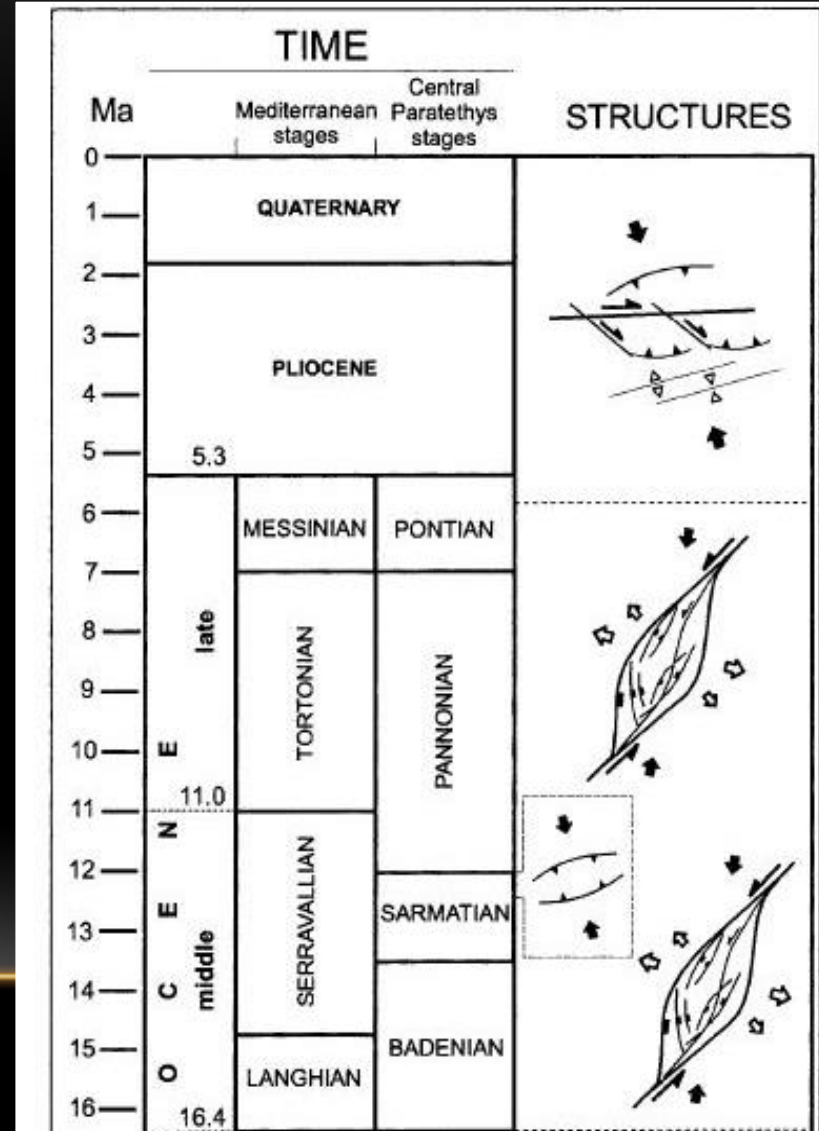 TIME
Ma
Mediterranean
stages
Central
Paratethys
stages
STRUCTURES
0
1
QUATERNARY
2
3
PLIOCENE
4
5
5.3
6
MESSINIAN
PONTIAN
7
late
8
TORTONIAN
PANNONIAN
9
10
11.0
11
12
SERRAVALLIAN
SARMATIAN
13
middle
14
BADENIAN
15
LANGHIAN
16
16.4
O C E N E